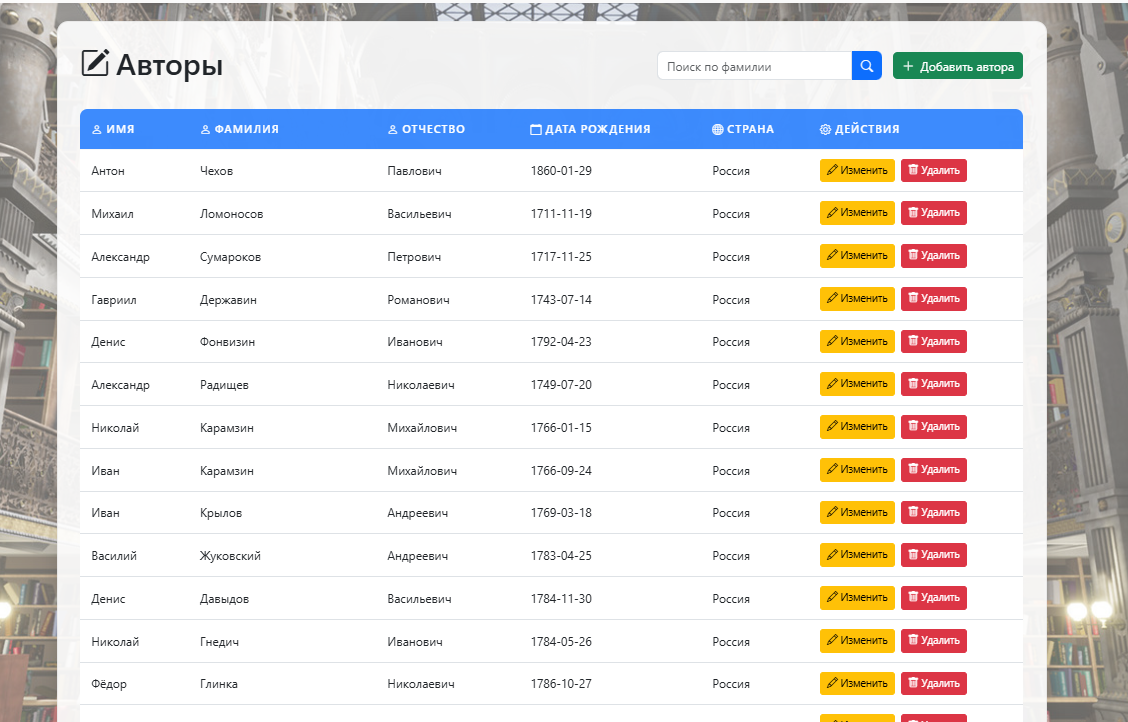 Авторы
Поиск по фамилии
+ Добавить автора
ИМЯ ФАМИЛИЯ ОТЧЕСТВО ДАТА РОЖДЕНИЯ СТРАНА ДЕЙСТВИЯ
Антон Чехов Павлович 1860-01-29 Россия Изменить Удалить
Михаил Ломоносов Васильевич 1711-11-19 Россия Изменить Удалить
Александр Сумароков Петрович 1717-11-25 Россия Изменить Удалить
Гавриил Державин Романович 1743-07-14 Россия Изменить Удалить
Денис Фонвизин Иванович 1792-04-23 Россия Изменить Удалить
Александр Радищев Николаевич 1749-07-20 Россия Изменить Удалить
Николай Карамзин Михайлович 1766-01-15 Россия Изменить Удалить
Иван Карамзин Михайлович 1766-09-24 Россия Изменить Удалить
Иван Крылов Андреевич 1769-03-18 Россия Изменить Удалить
Василий Жуковский Андреевич 1783-04-25 Россия Изменить Удалить
Денис Давыдов Васильевич 1784-11-30 Россия Изменить Удалить
Николай Гнедич Иванович 1784-05-26 Россия Изменить Удалить
Фёдор Глинка Николаевич 1786-10-27 Россия Изменить Удалить